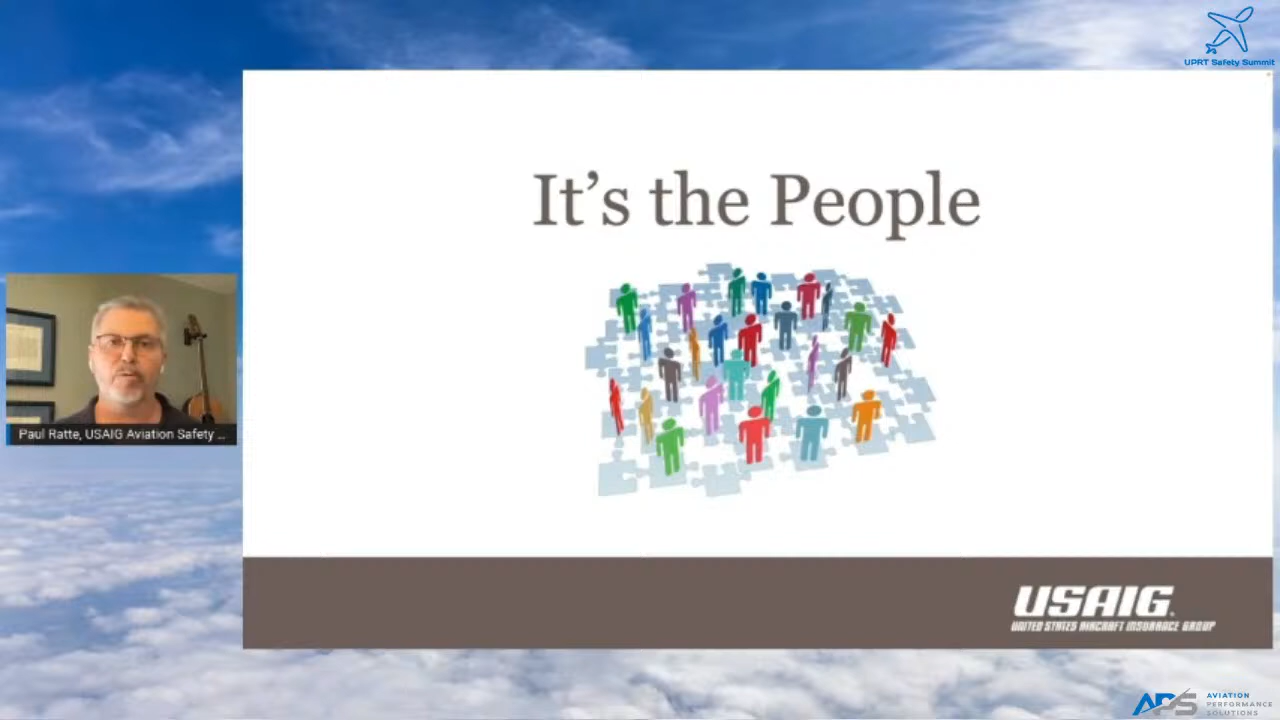 UPRT Safety Summit
It's the People
Paul Ratte, USAIG Aviation Safety ...
USAIG
UNITED STATES AIRCRAFT INSURANCE GROUP
APS
AVIATION
PERFORMANCE
SOLUTIONS